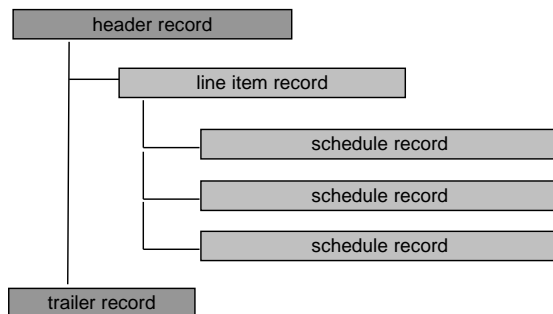 header record
line item record
schedule record
schedule record
schedule record
trailer record